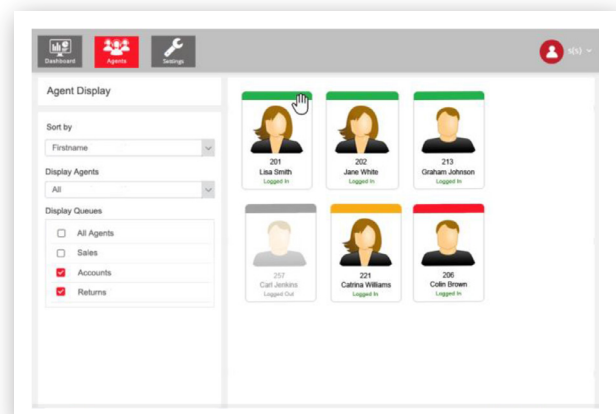 Dashboard
Agents
Settings
Agent Display
Sort by
Firstname
Display Agents
All
Display Queues
All Agents
Sales
Accounts
Returns
201
Lisa Smith
Logged In
202
Jane White
Logged In
213
Graham Johnson
Logged In
257
Carl Jenkins
Logged Out
221
Catrina Williams
Logged In
206
Colin Brown
Logged In